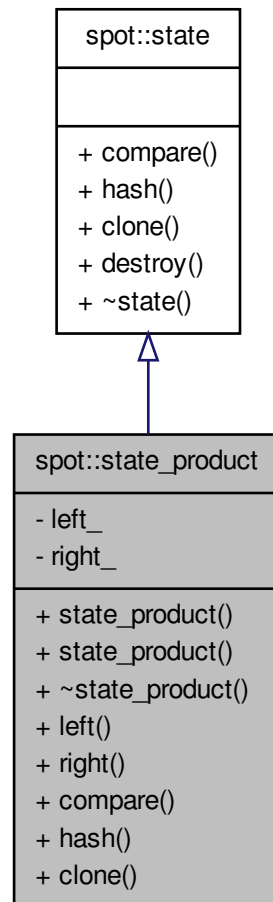 spot::state
+ compare()
+ hash()
+ clone()
+ destroy()
+ ~state()
spot::state_product
- left_
- right_
+ state_product()
+ state_product()
+ ~state_product()
+ left()
+ right()
+ compare()
+ hash()
+ clone()